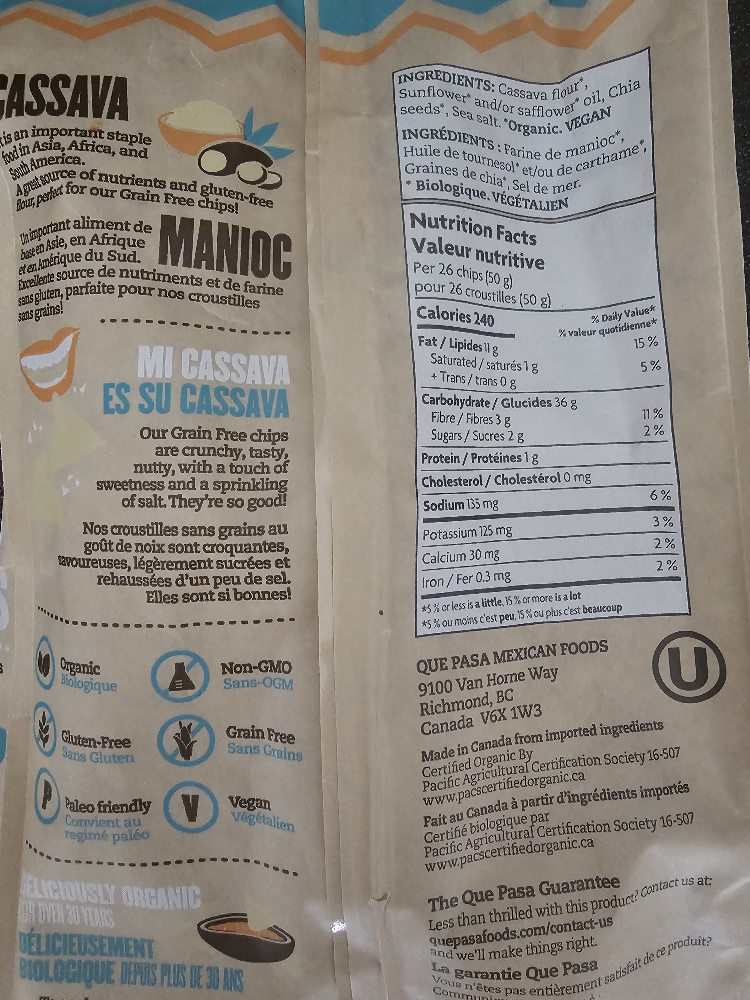 CASSAVA
is an important staple
food in Asia, Africa, and
South America.
A great source of nutrients and gluten-free
flour, perfect for our Grain Free chips!
Un important aliment de
base en Asie, en Afrique
et en Amérique du Sud.
MANIOC
Excellente source de nutriments et de farine
sans gluten, parfaite pour nos croustilles
sans grains!
MI CASSAVA
ES SU CASSAVA
Our Grain Free chips
are crunchy, tasty,
nutty, with a touch of
sweetness and a sprinkling
of salt. They're so good!
Nos croustilles sans grains au
goût de noix sont croquantes,
savoureuses, légèrement sucrées et
rehaussées d'un peu de sel.
Elles sont si bonnes!
Organic
Biologique
Non-GMO
Sans-OGM
Gluten-Free
Sans Gluten
Grain Free
Sans Grains
P
Paleo friendly
Convient au
regimé paléo
V
Vegan
Végétalien
DELICIOUSLY ORGANIC
FOR OVER 30 YEARS
DÉLICIEUSEMENT
BIOLOGIQUE DEPUIS PLUS DE 30 ANS
INGREDIENTS: Cassava flour*,
Sunflower* and/or safflower* oil, Chia
seeds*, Sea salt. *Organic. VEGAN
INGRÉDIENTS : Farine de manioc*,
Huile de tournesol* et/ou de carthame*,
Graines de chia*, Sel de mer.
* Biologique. VÉGÉTALIEN
Nutrition Facts
Valeur nutritive
Per 26 chips (50 g)
pour 26 croustilles (50 g)
Calories 240
% Daily Value*
% valeur quotidienne*
Fat / Lipides 11 g 15 %
Saturated / saturés 1 g 5 %
+ Trans / trans 0 g
Carbohydrate / Glucides 36 g
Fibre / Fibres 3 g 11 %
Sugars / Sucres 2 g 2 %
Protein / Protéines 1 g
Cholesterol / Cholestérol 0 mg
Sodium 135 mg 6 %
Potassium 125 mg 3 %
Calcium 30 mg 2 %
Iron / Fer 0.3 mg 2 %
*5 % or less is a little, 15 % or more is a lot
*5 % ou moins c'est peu, 15 % ou plus c'est beaucoup
QUE PASA MEXICAN FOODS
9100 Van Horne Way
Richmond, BC
Canada V6X 1W3
U
Made in Canada from imported ingredients
Certified Organic By
Pacific Agricultural Certification Society 16-507
www.pacscertifiedorganic.ca
Fait au Canada à partir d'ingrédients importés
Certifié biologique par
Pacific Agricultural Certification Society 16-507
www.pacscertifiedorganic.ca
The Que Pasa Guarantee
Less than thrilled with this product? Contact us at:
quepasafoods.com/contact-us
and we'll make things right.
La garantie Que Pasa
Vous n'êtes pas entièrement satisfait de ce produit?